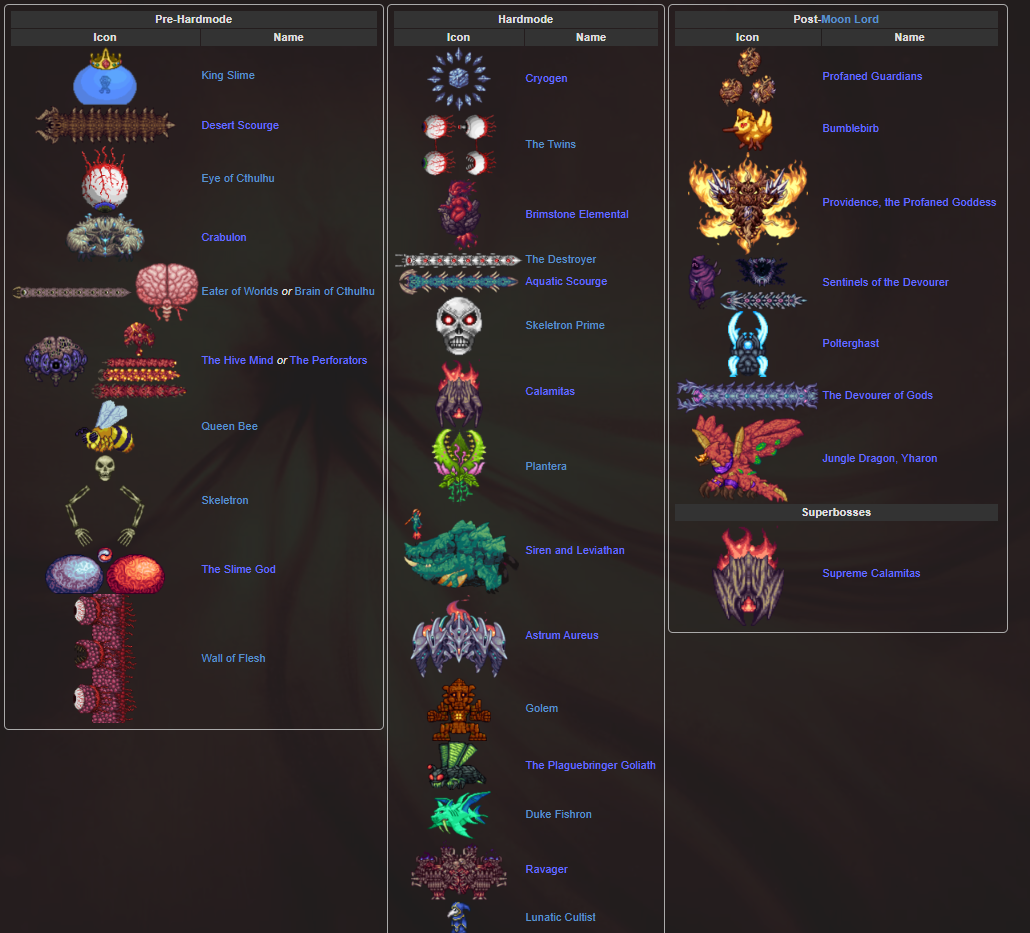 Pre-Hardmode
Icon Name
King Slime
Desert Scourge
Eye of Cthulhu
Crabulon
Eater of Worlds or Brain of Cthulhu
The Hive Mind or The Perforators
Queen Bee
Skeletron
The Slime God
Wall of Flesh
Hardmode
Icon Name
Cryogen
The Twins
Brimstone Elemental
The Destroyer
Aquatic Scourge
Skeletron Prime
Calamitas
Plantera
Siren and Leviathan
Astrum Aureus
Golem
The Plaguebringer Goliath
Duke Fishron
Ravager
Lunatic Cultist
Post-Moon Lord
Icon Name
Profaned Guardians
Bumblebirb
Providence, the Profaned Goddess
Sentinels of the Devourer
Polterghast
The Devourer of Gods
Jungle Dragon, Yharon
Superbosses
Supreme Calamitas